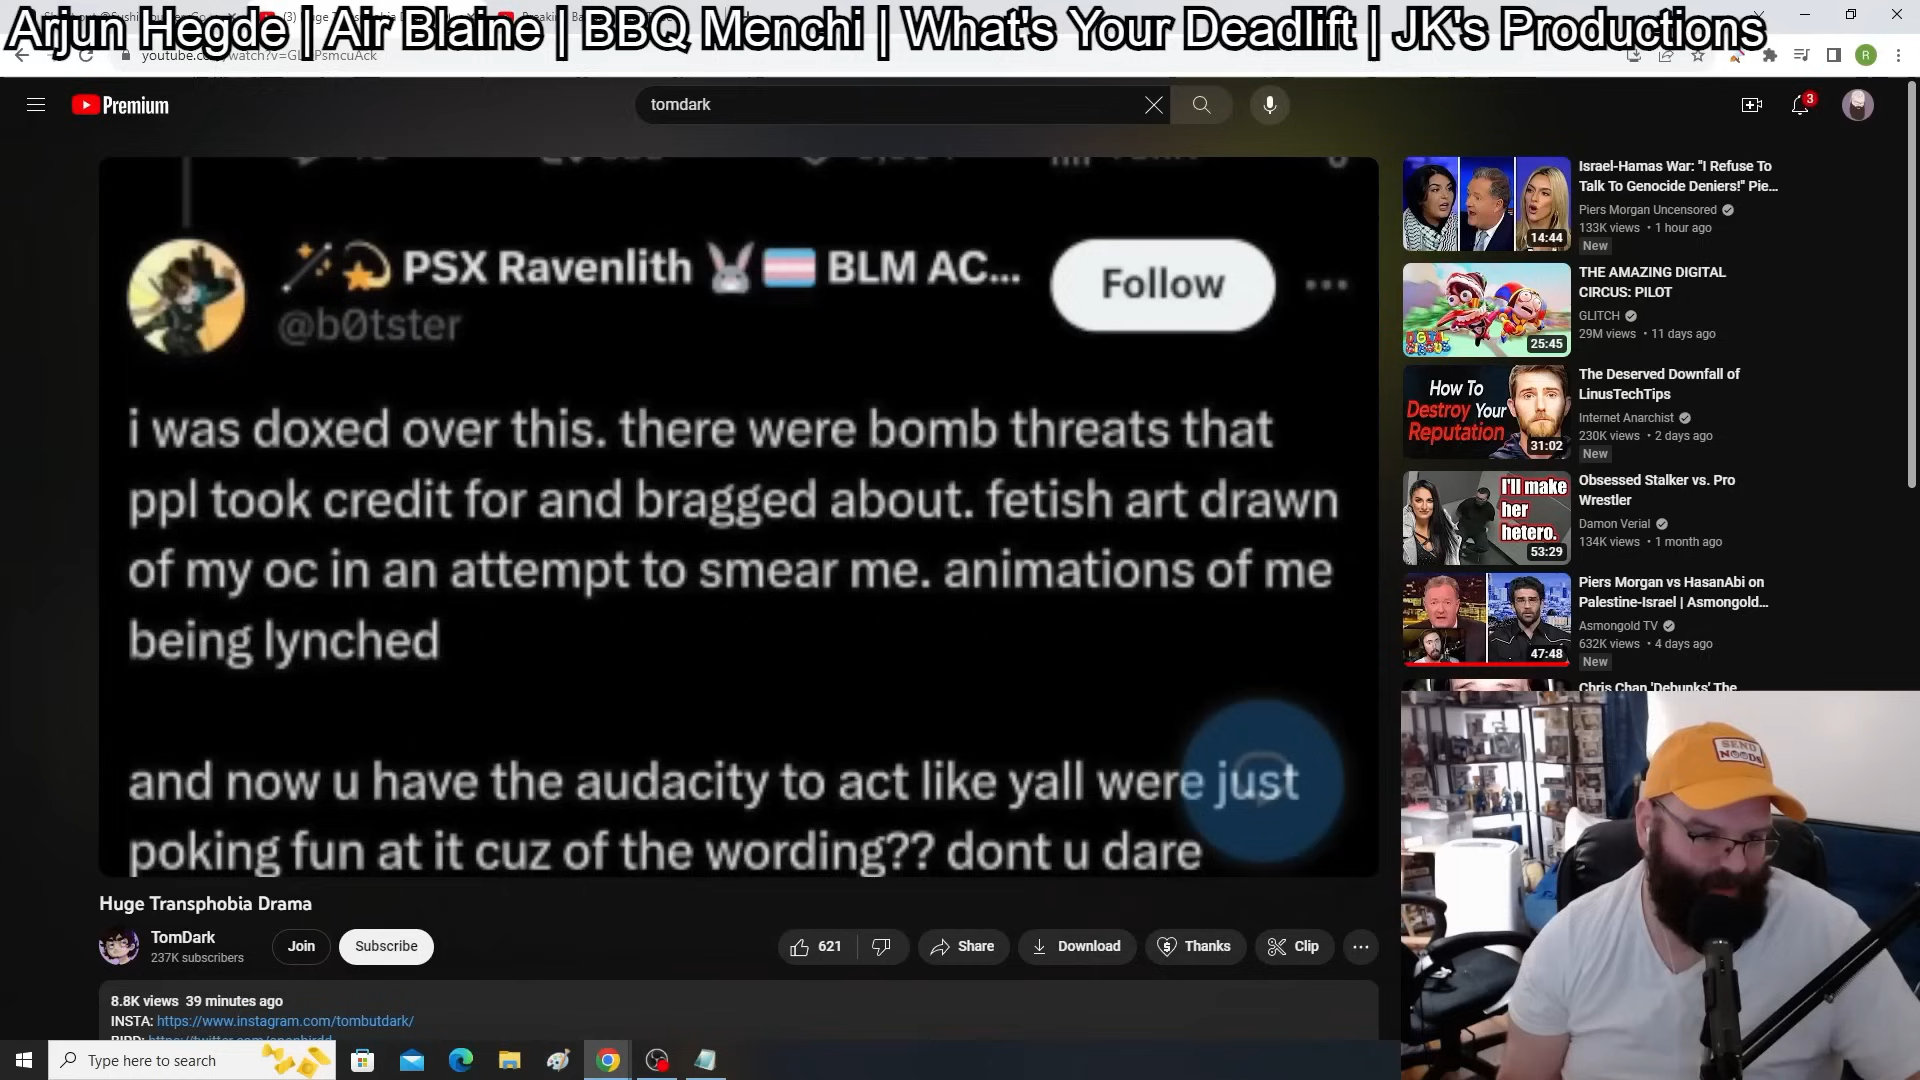 Arjun Hegde | Air Blaine | BBQ Menchi | What's Your Deadlift | JK's Productions
R
Premium
tomdark
3
PSX Ravenlith BLM AC...
@b0tster
Follow
i was doxed over this. there were bomb threats that
ppl took credit for and bragged about. fetish art drawn
of my oc in an attempt to smear me. animations of me
being lynched
and now u have the audacity to act like yall were just
poking fun at it cuz of the wording?? dont u dare
Huge Transphobia Drama
TomDark
237K subscribers
Join
Subscribe
621
Share
Download
Thanks
Clip
8.8K views 39 minutes ago
INSTA: https://www.instagram.com/tombutdark/
Israel-Hamas War: "I Refuse To
Talk To Genocide Deniers!" Pie...
Piers Morgan Uncensored
133K views • 1 hour ago
New
14:44
THE AMAZING DIGITAL
CIRCUS: PILOT
GLITCH
29M views • 11 days ago
25:45
How To
Destroy Your
Reputation
31:02
The Deserved Downfall of
LinusTechTips
Internet Anarchist
230K views • 2 days ago
New
I'll make
her
hetero.
53:29
Obsessed Stalker vs. Pro
Wrestler
Damon Verial
134K views • 1 month ago
Piers Morgan vs HasanAbi on
Palestine-Israel | Asmongold...
Asmongold TV
632K views • 4 days ago
New
47:48
Chris Chan 'Debunks' The
SEND
NOODS
Type here to search